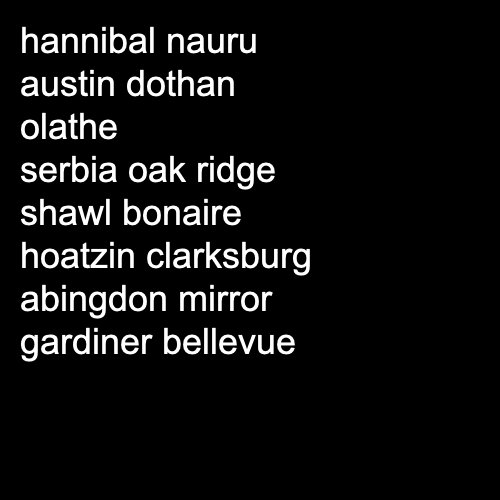 hannibal nauru
austin dothan
olathe
serbia oak ridge
shawl bonaire
hoatzin clarksburg
abingdon mirror
gardiner bellevue